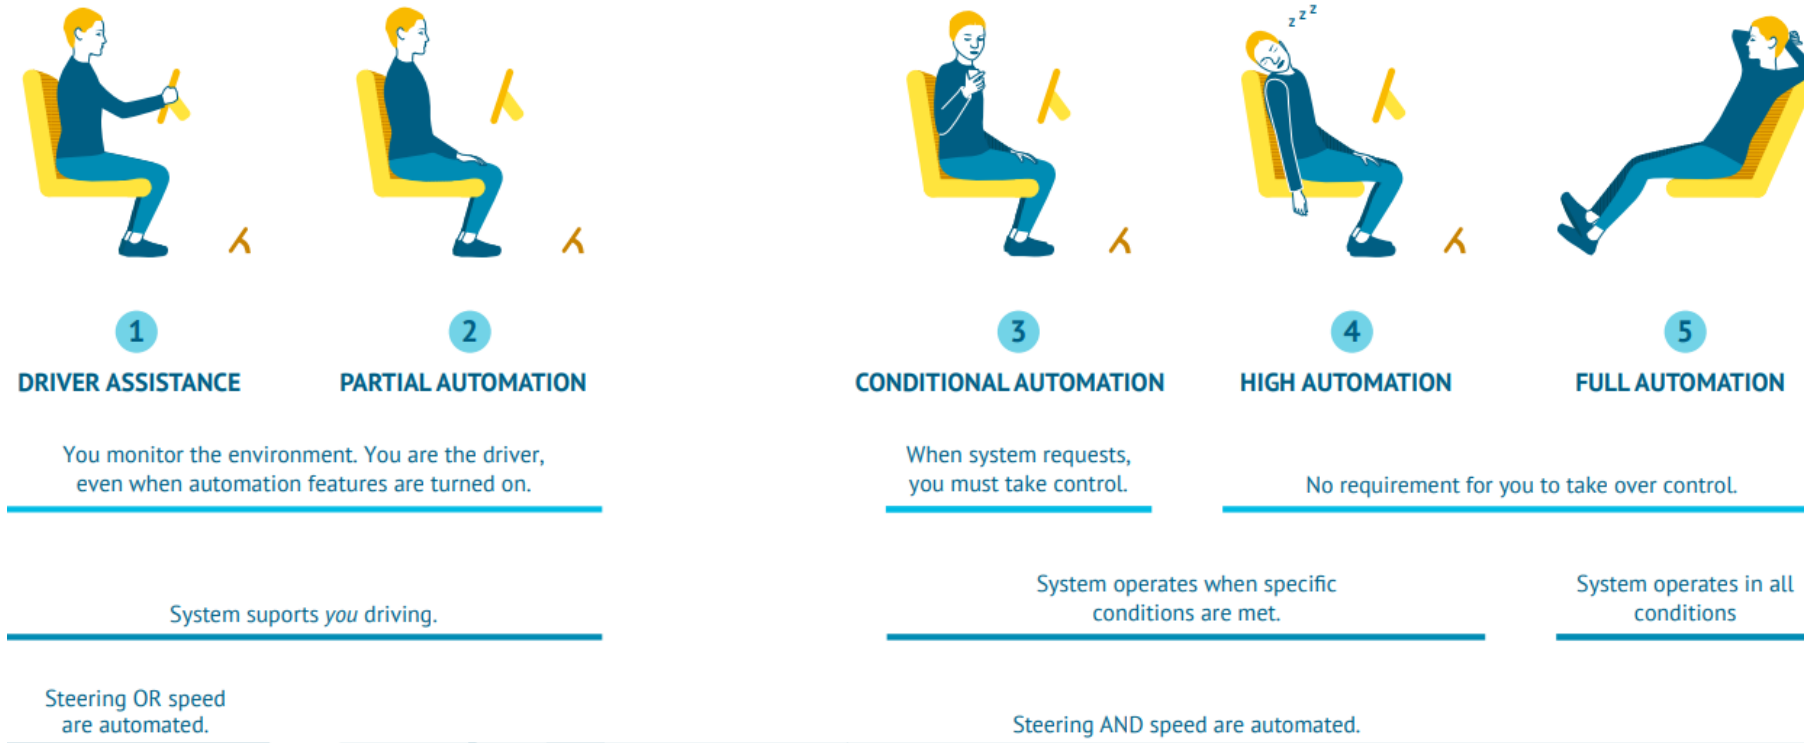 z z z
1
DRIVER ASSISTANCE
2
PARTIAL AUTOMATION
3
CONDITIONAL AUTOMATION
4
HIGH AUTOMATION
5
FULL AUTOMATION
You monitor the environment. You are the driver,
even when automation features are turned on.
When system requests,
you must take control.
No requirement for you to take over control.
System suports you driving.
System operates when specific
conditions are met.
System operates in all
conditions
Steering OR speed
are automated.
Steering AND speed are automated.